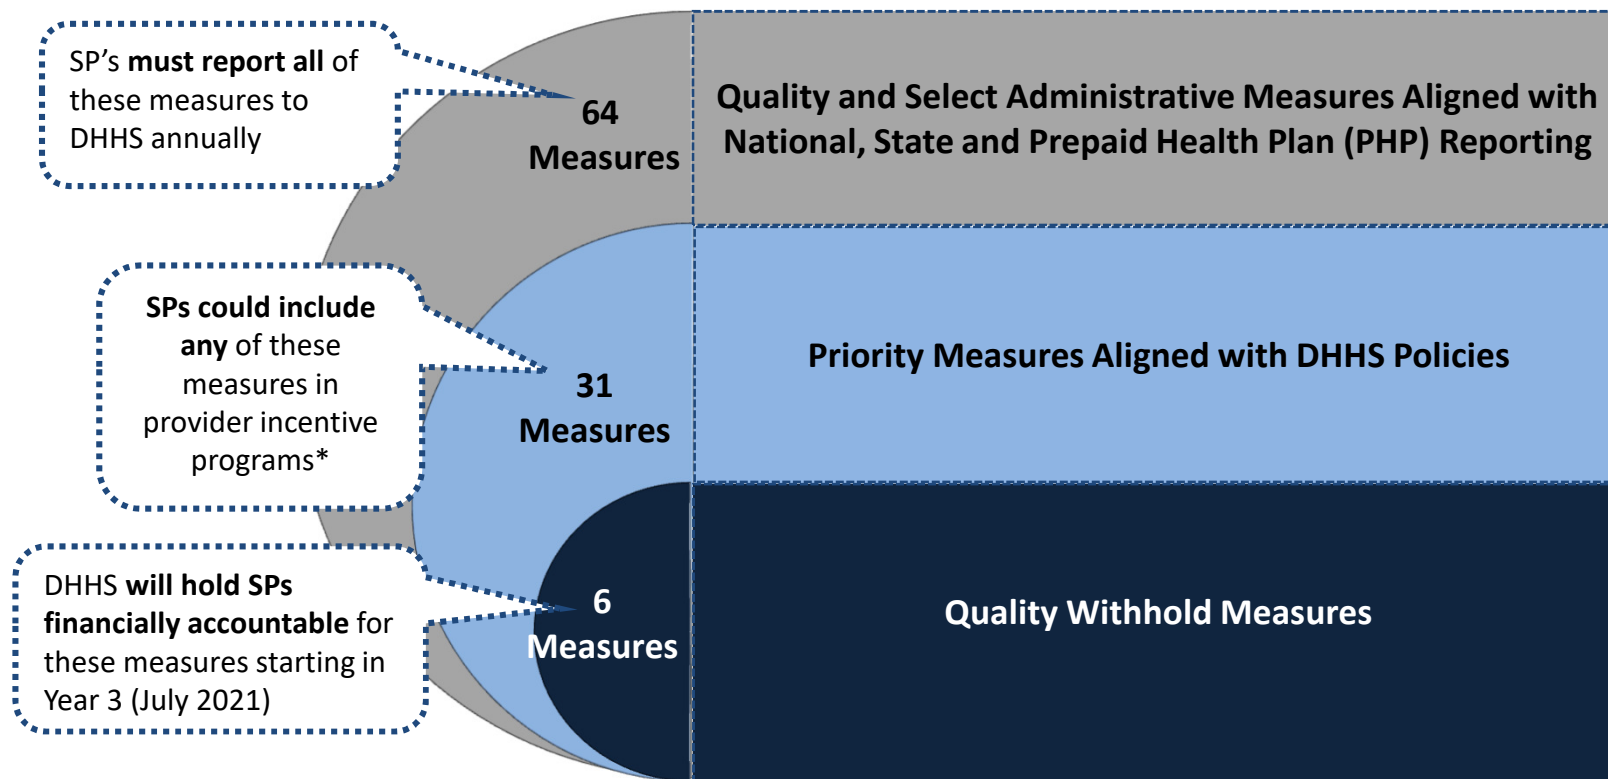 SP’s must report all of
these measures to
DHHS annually
64
Measures
Quality and Select Administrative Measures Aligned with
National, State and Prepaid Health Plan (PHP) Reporting
SPs could include
any of these
measures in
provider incentive
programs*
31
Measures
Priority Measures Aligned with DHHS Policies
DHHS will hold SPs
financially accountable for
these measures starting in
Year 3 (July 2021)
6
Measures
Quality Withhold Measures